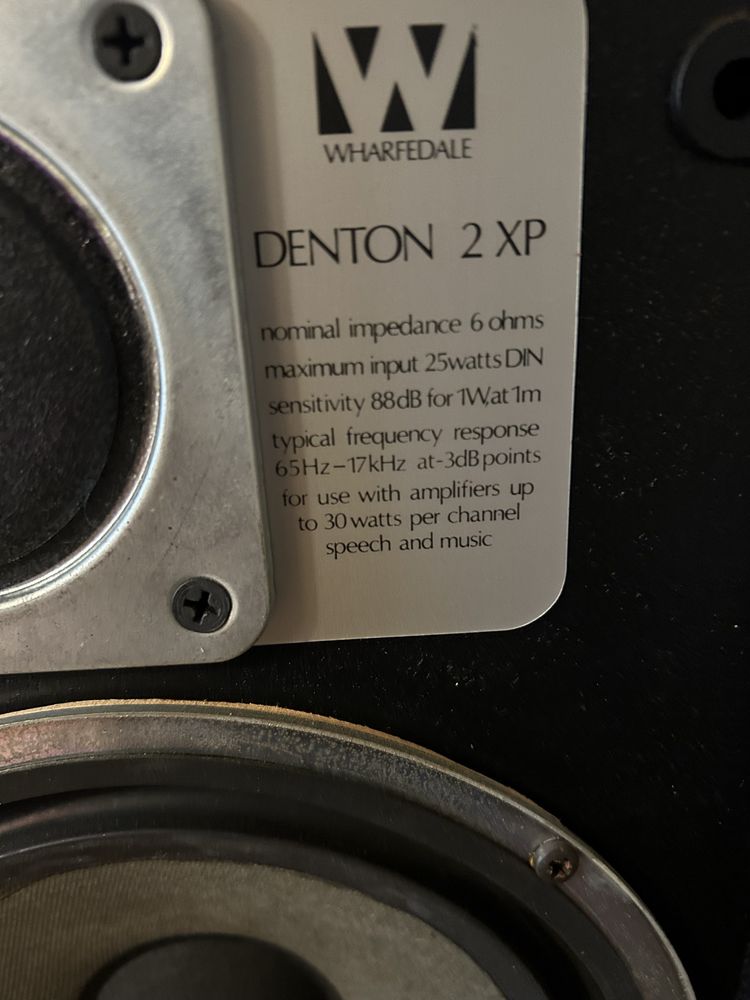 W
WHARFEDALE
DENTON 2 XP
nominal impedance 6 ohms
maximum input 25watts DIN
sensitivity 88dB for 1W,at 1m
typical frequency response
65Hz–17kHz at-3dB points
for use with amplifiers up
to 30 watts per channel
speech and music